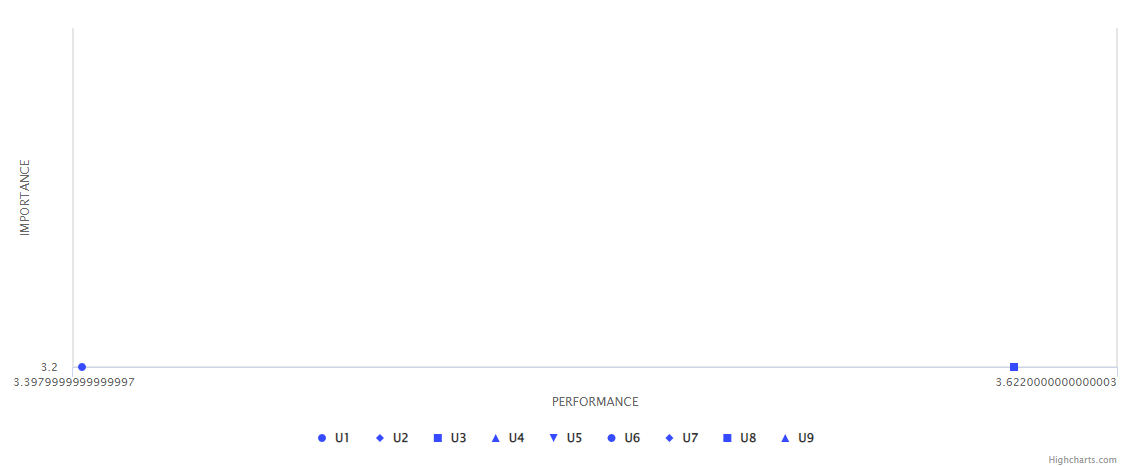 IMPORTANCE
3.2
3.3979999999999997
3.6220000000000003
PERFORMANCE
U1 U2 U3 U4 U5 U6 U7 U8 U9
Highcharts.com